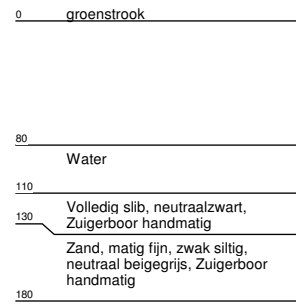 0 groenstrook
80
Water
110
Volledig slib, neutraalzwart,
130 Zuigerboor handmatig
Zand, matig fijn, zwak siltig,
neutraal beigegrijs, Zuigerboor
handmatig
180